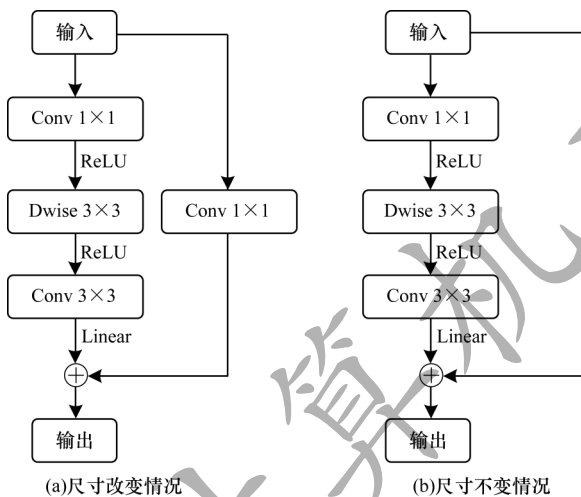 输入
Conv 1×1
ReLU
Dwise 3×3
Conv 1×1
ReLU
Conv 3×3
Linear
输出
(a)尺寸改变情况
输入
Conv 1×1
ReLU
Dwise 3×3
ReLU
Conv 3×3
Linear
输出
(b)尺寸不变情况
算机